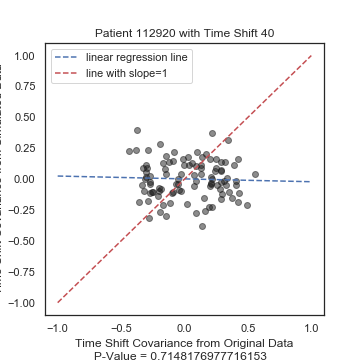 Patient 112920 with Time Shift 40
linear regression line
line with slope=1
1.00
0.75
0.50
0.25
0.00
−0.25
−0.50
−0.75
−1.00
−1.0
−0.5
0.0
0.5
1.0
Time Shift Covariance from Original Data
P-Value = 0.7148176977716153